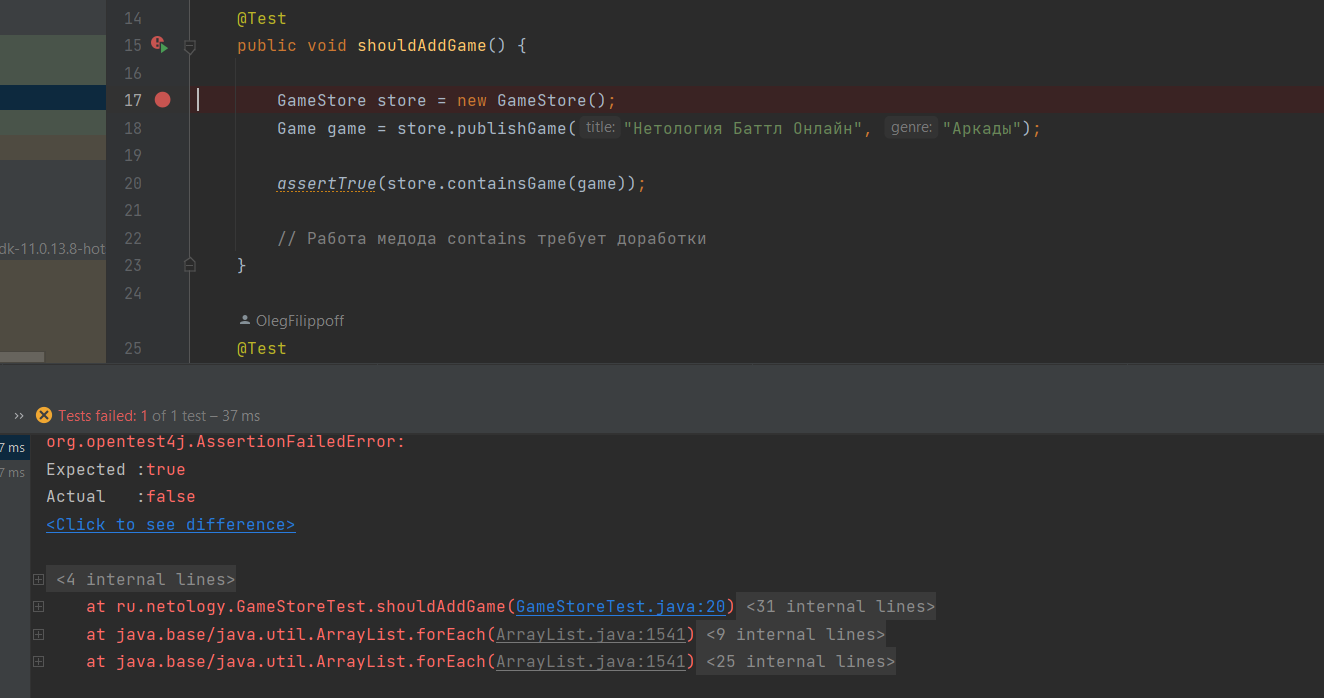 14 @Test
15 public void shouldAddGame() {
16
17 GameStore store = new GameStore();
18 Game game = store.publishGame( title: "Нетология Баттл Онлайн", genre: "Аркады");
19
20 assertTrue(store.containsGame(game));
21
22 // Работа медода contains требует доработки
23 }
24
OlegFilippoff
25 @Test
dk-11.0.13.8-hot
» Tests failed: 1 of 1 test – 37 ms
7 ms
7 ms
org.opentest4j.AssertionFailedError:
Expected :true
Actual :false
<Click to see difference>
<4 internal lines>
at ru.netology.GameStoreTest.shouldAddGame(GameStoreTest.java:20) <31 internal lines>
at java.base/java.util.ArrayList.forEach(ArrayList.java:1541) <9 internal lines>
at java.base/java.util.ArrayList.forEach(ArrayList.java:1541) <25 internal lines>